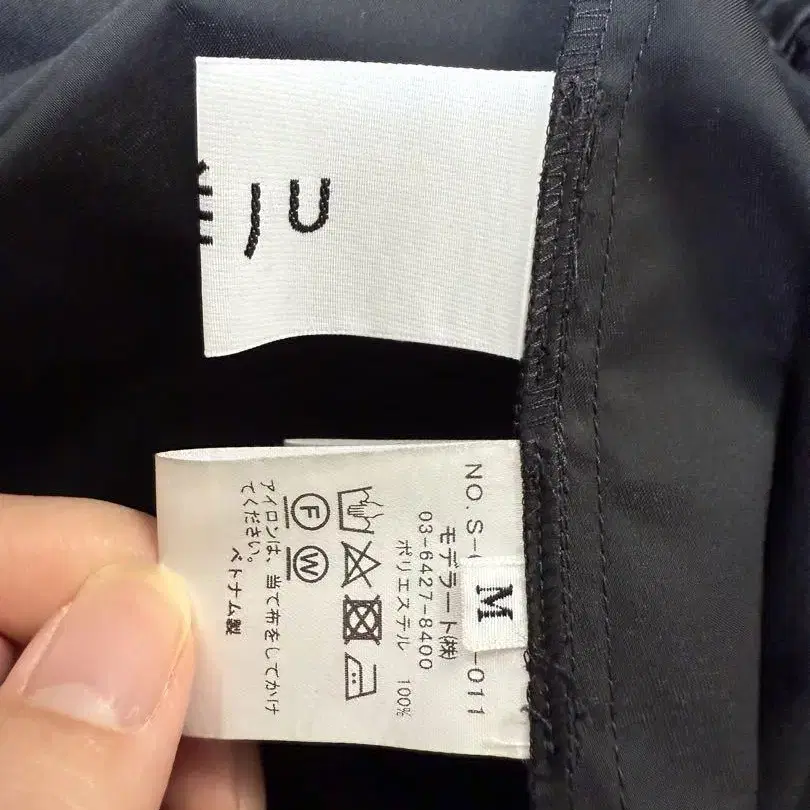 NO.S-
-011
M
モデラート(株)
03-6427-8400
ポリエステル 100%
F W
アイロンは、当て布をしてかけ
てください。
ベトナム製